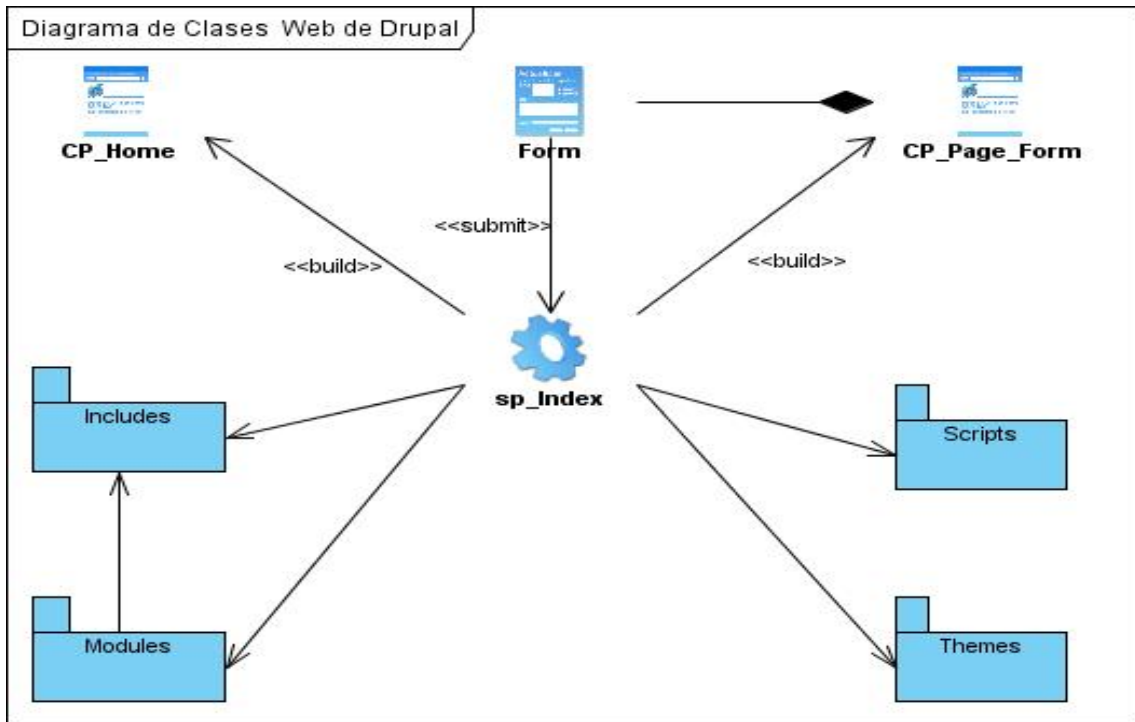 Diagrama de Clases Web de Drupal
CP_Home
Form
CP_Page_Form
<<submit>>
<<build>>
<<build>>
sp_Index
Includes
Scripts
Modules
Themes